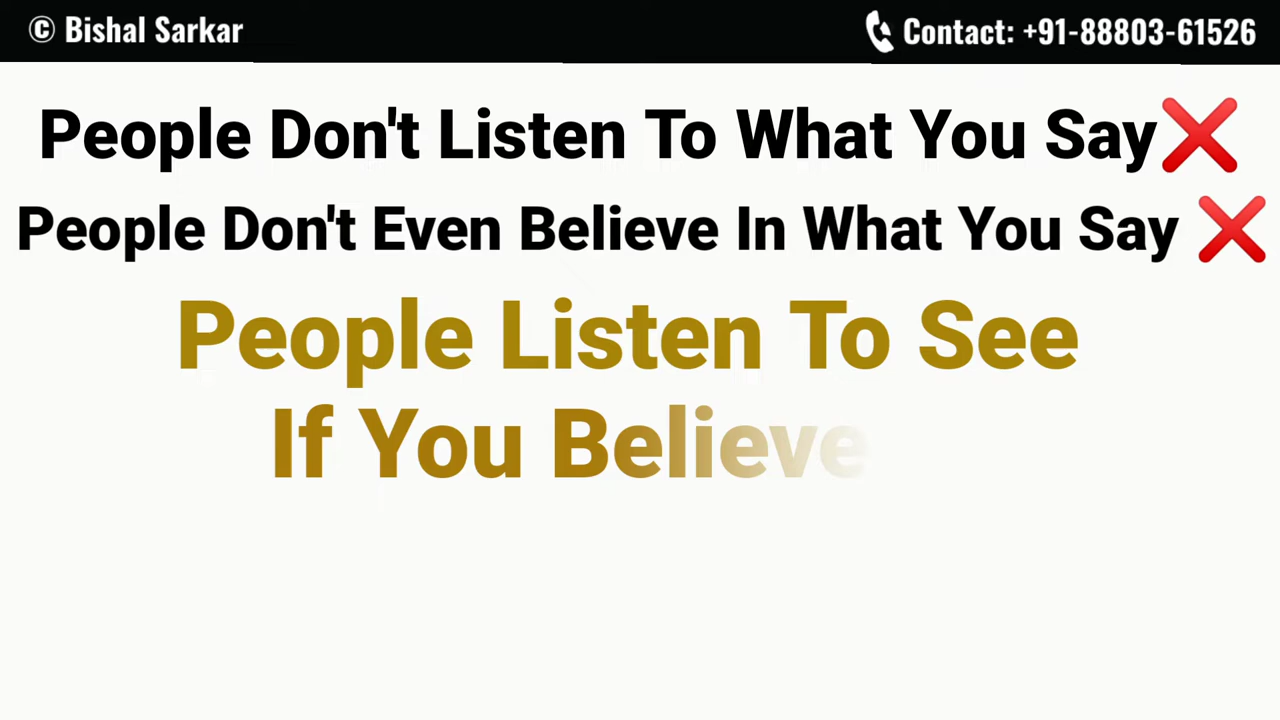 © Bishal Sarkar
Contact: +91-88803-61526
People Don't Listen To What You Say❌
People Don't Even Believe In What You Say ❌
People Listen To See
If You Believe